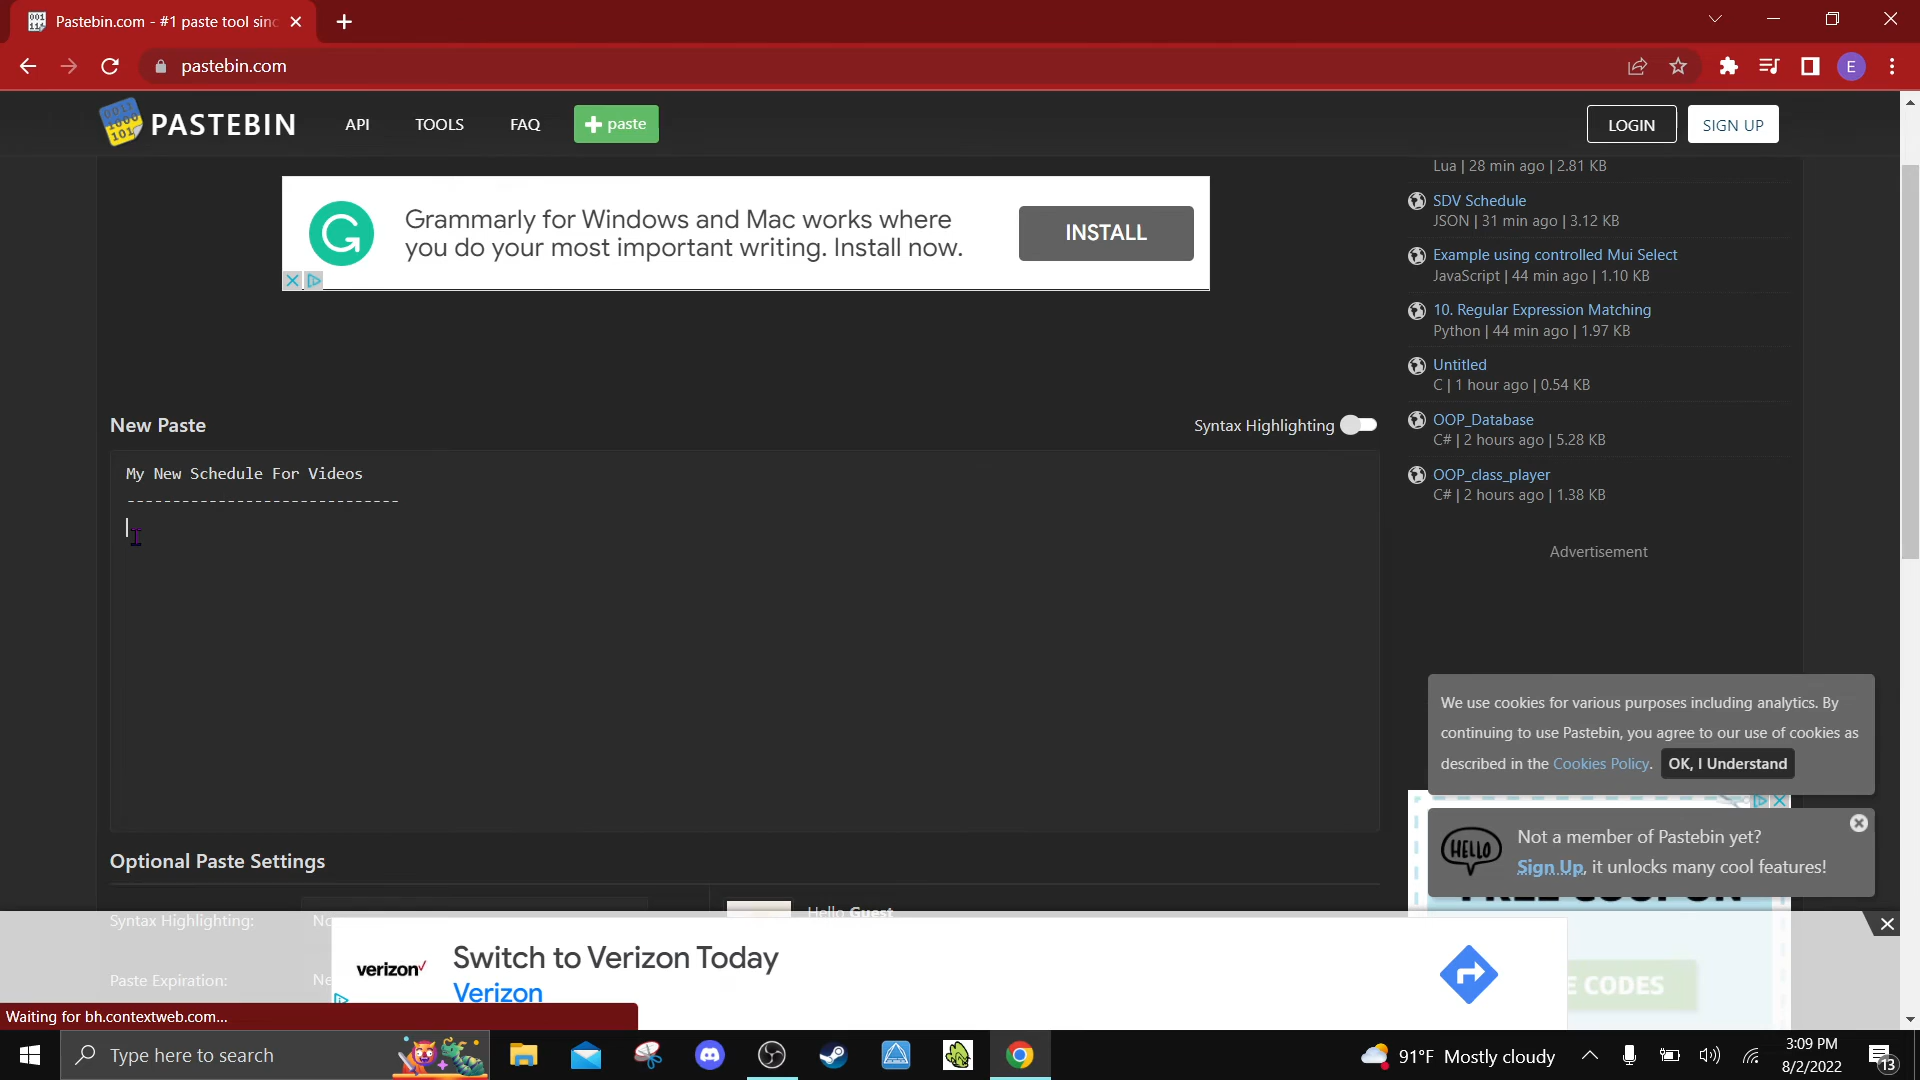 Pastebin.com - #1 paste tool sinc
pastebin.com
E
PASTEBIN
API
TOOLS
FAQ
paste
LOGIN
SIGN UP
Lua | 28 min ago | 2.81 KB
Grammarly for Windows and Mac works where
you do your most important writing. Install now.
INSTALL
SDV Schedule
JSON | 31 min ago | 3.12 KB
Example using controlled Mui Select
JavaScript | 44 min ago | 1.10 KB
10. Regular Expression Matching
Python | 44 min ago | 1.97 KB
Untitled
C | 1 hour ago | 0.54 KB
OOP_Database
C# | 2 hours ago | 5.28 KB
OOP_class_player
C# | 2 hours ago | 1.38 KB
Advertisement
New Paste
Syntax Highlighting
My New Schedule For Videos
------------------------------
We use cookies for various purposes including analytics. By
continuing to use Pastebin, you agree to our use of cookies as
described in the Cookies Policy. OK, I Understand
HELLO
Not a member of Pastebin yet?
Sign Up, it unlocks many cool features!
FREE COUPON
E CODES
Optional Paste Settings
Syntax Highlighting:
Hello Guest
Paste Expiration:
verizon
Switch to Verizon Today
Verizon
Waiting for bh.contextweb.com...
Type here to search
91°F Mostly cloudy
3:09 PM
8/2/2022
13